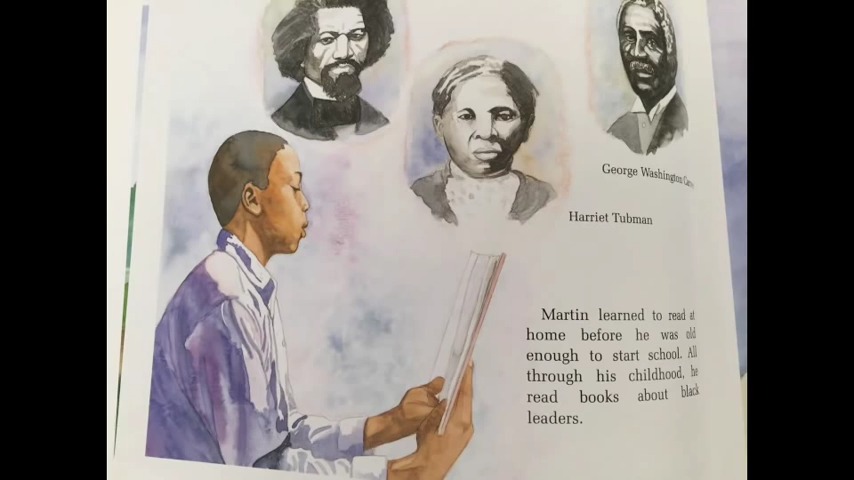 George Washington Carver
Harriet Tubman
Martin learned to read at
home before he was old
enough to start school. All
through his childhood, he
read books about black
leaders.